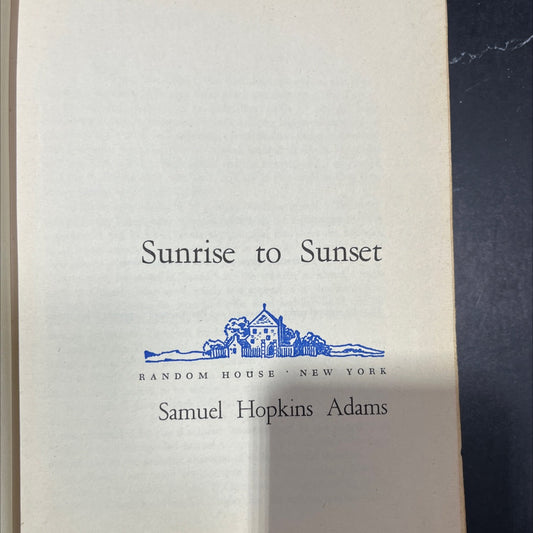 Sunrise to Sunset
RANDOM HOUSE · NEW YORK
Samuel Hopkins Adams